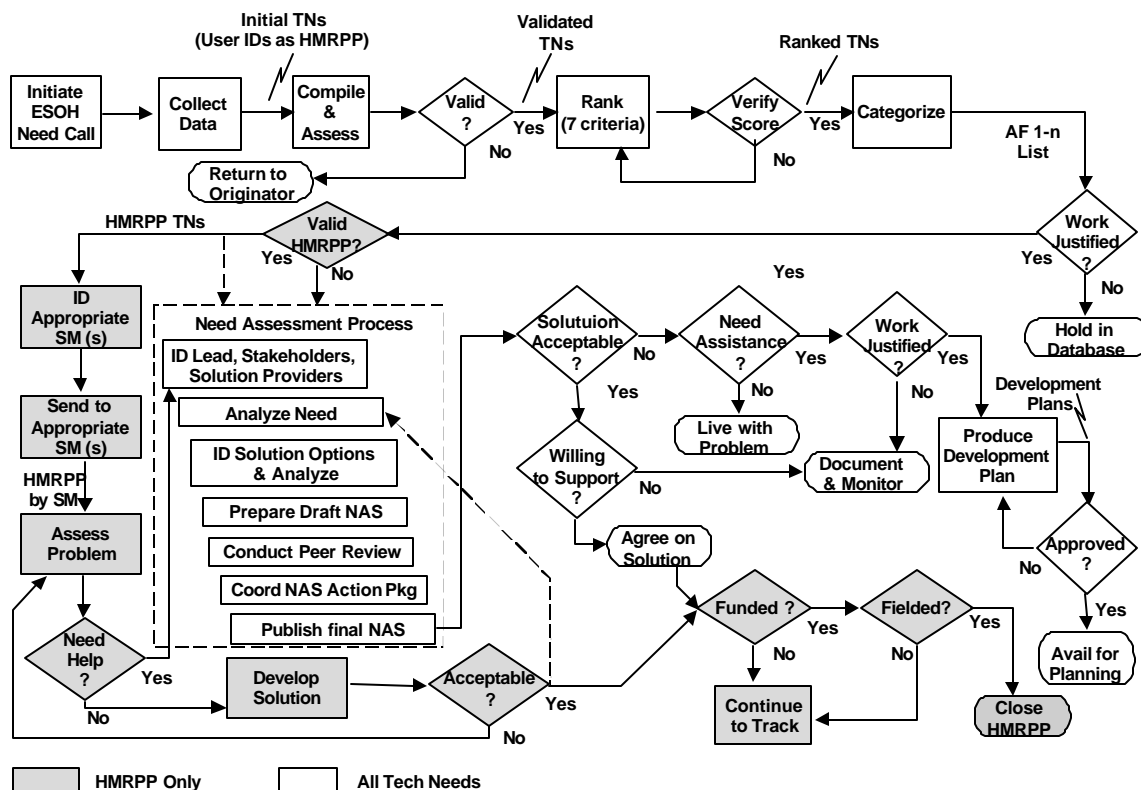 Initial TNs
(User IDs as HMRPP)
Validated
TNs
Ranked TNs
Initiate
ESOH
Need Call
Collect
Data
Compile
&
Assess
Valid
?
Yes
No
Rank
(7 criteria)
Verify
Score
Yes
No
Categorize
AF 1-n
List
Return to
Originator
HMRPP TNs
Valid
HMRPP?
Yes
No
Work
Justified
?
Yes
No
Hold in
Database
ID
Appropriate
SM (s)
Send to
Appropriate
SM (s)
HMRPP
by SM
Assess
Problem
Need
Help
?
Yes
No
Need Assessment Process
ID Lead, Stakeholders,
Solution Providers
Analyze Need
ID Solution Options
& Analyze
Prepare Draft NAS
Conduct Peer Review
Coord NAS Action Pkg
Publish final NAS
Yes
Solutuion
Acceptable
?
No
Yes
Need
Assistance
?
Yes
No
Work
Justified
?
Yes
No
Live with
Problem
Willing
to Support
?
No
Document
& Monitor
Agree on
Solution
Development
Plans
Produce
Development
Plan
Approved
?
No
Yes
Avail for
Planning
Develop
Solution
Acceptable
?
Yes
No
Funded ?
Yes
No
Fielded?
Yes
No
Continue
to Track
Close
HMRPP
HMRPP Only
All Tech Needs